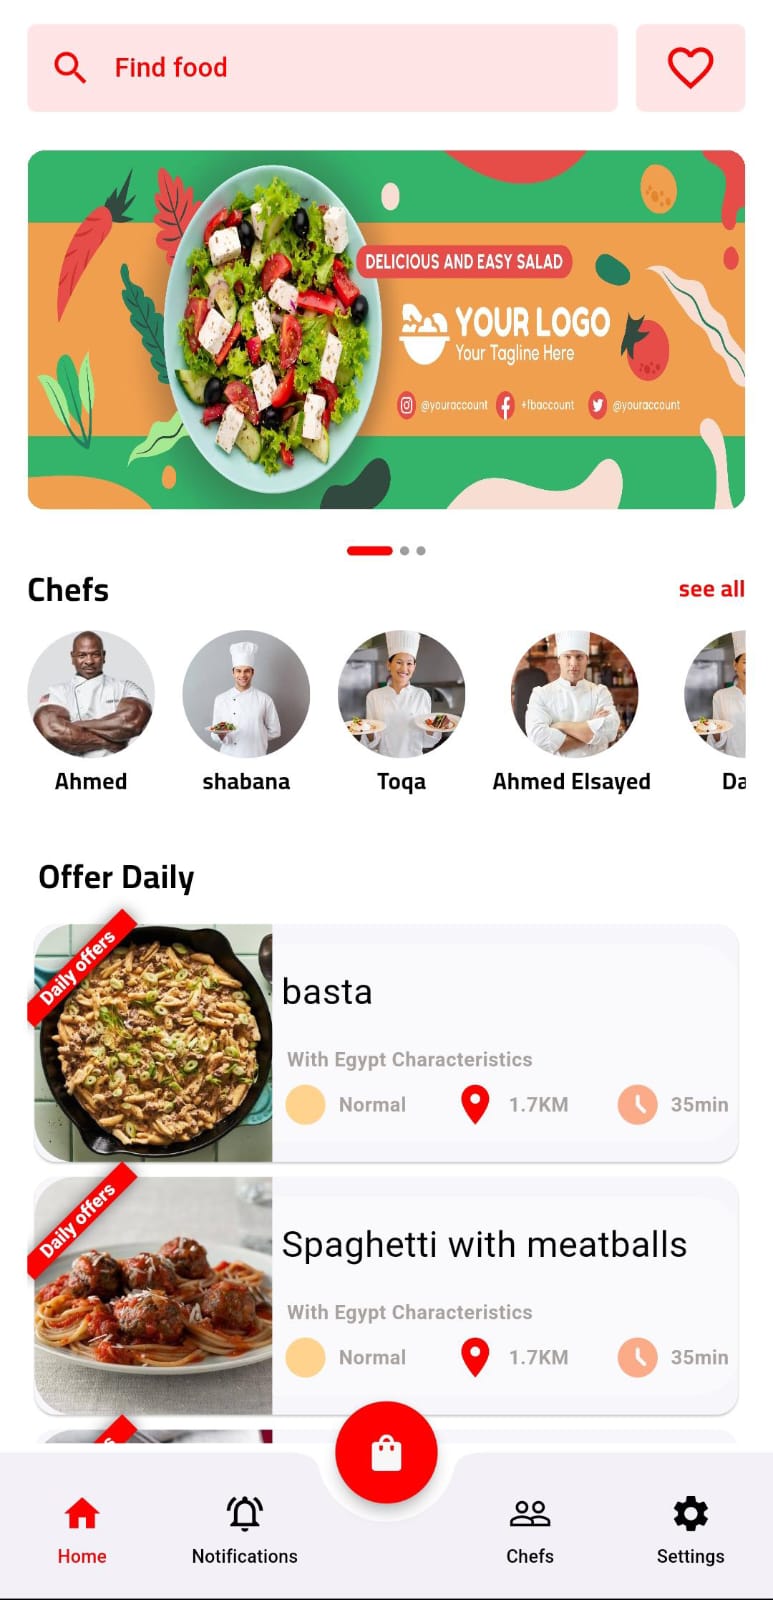 Find food
DELICIOUS AND EASY SALAD
YOUR LOGO
Your Tagline Here
@youraccount +fbaccount @youraccount
Chefs see all
Ahmed shabana Toqa Ahmed Elsayed Da
Offer Daily
Daily offers
basta
With Egypt Characteristics
Normal 1.7KM 35min
Daily offers
Spaghetti with meatballs
With Egypt Characteristics
Normal 1.7KM 35min
Home Notifications Chefs Settings